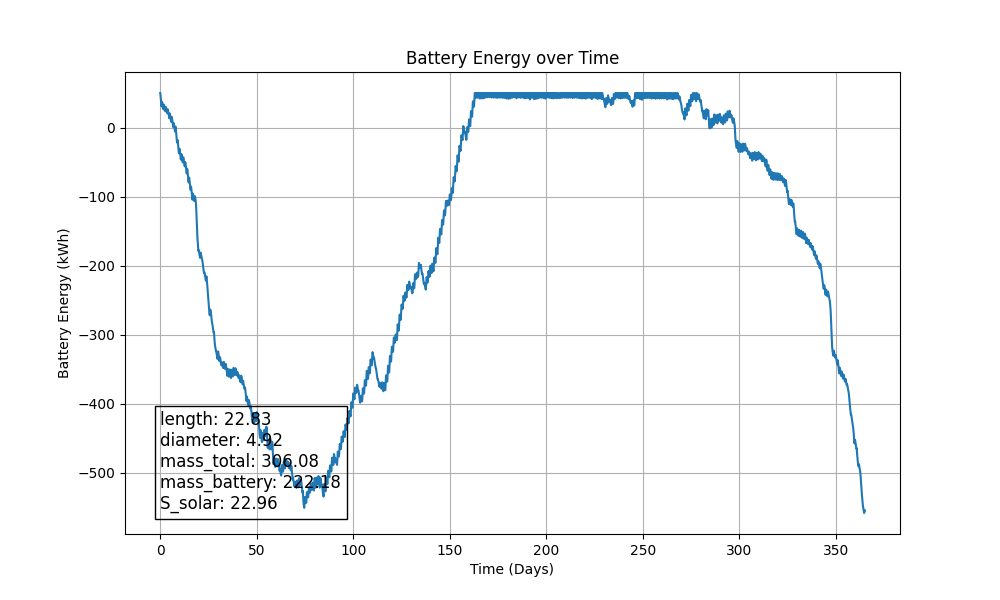 Battery Energy over Time
Battery Energy (kWh)
0
−100
−200
−300
−400
−500
length: 22.83
diameter: 4.92
mass_total: 306.08
mass_battery: 222.18
S_solar: 22.96
0 50 100 150 200 250 300 350
Time (Days)